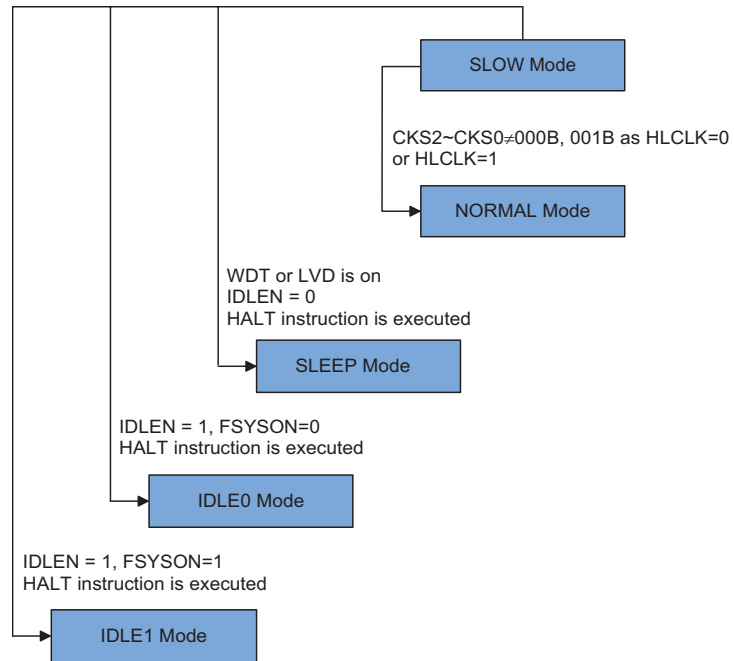 SLOW Mode
CKS2~CKS0≠000B, 001B as HLCLK=0
or HLCLK=1
NORMAL Mode
WDT or LVD is on
IDLEN = 0
HALT instruction is executed
SLEEP Mode
IDLEN = 1, FSYSON=0
HALT instruction is executed
IDLE0 Mode
IDLEN = 1, FSYSON=1
HALT instruction is executed
IDLE1 Mode